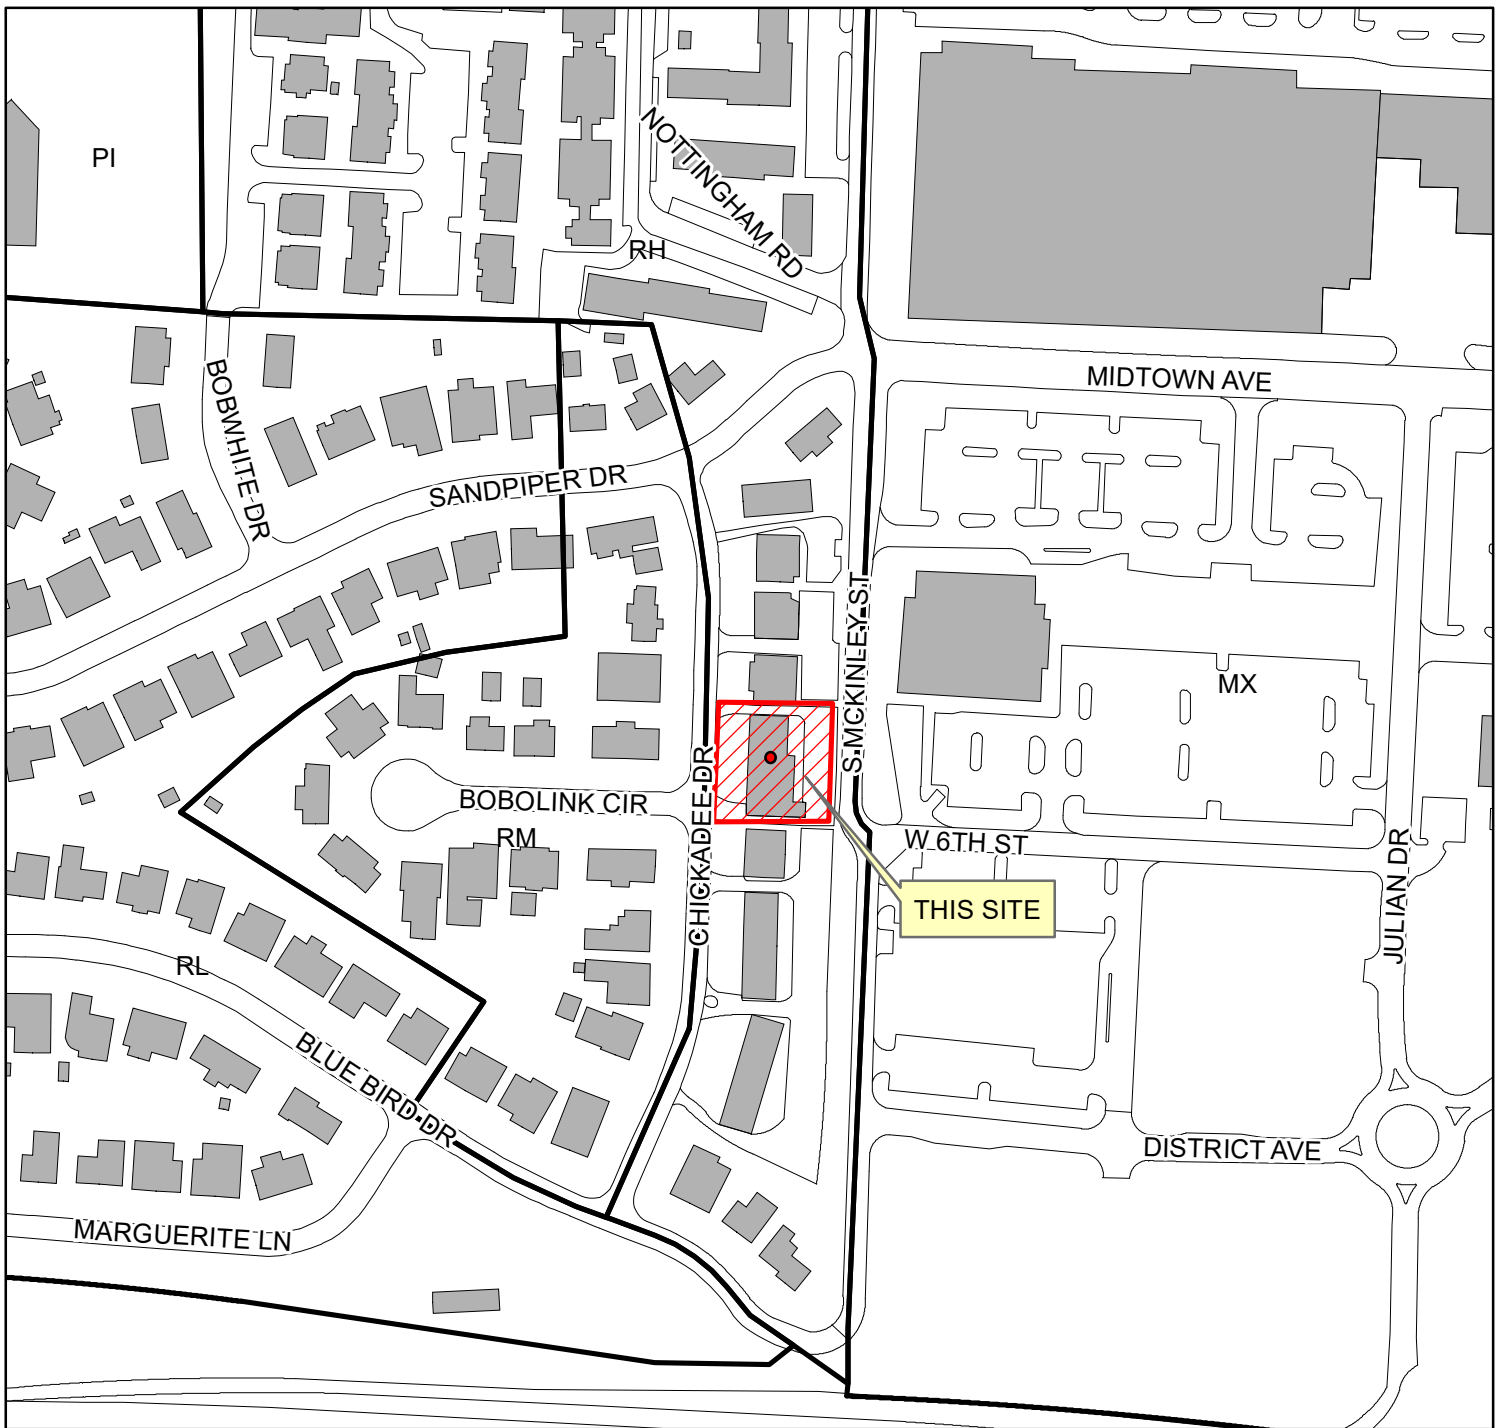 PI
NOTTINGHAM RD
RH
MIDTOWN AVE
BOBWHITE DR
SANDPIPER DR
S MCKINLEY ST
MX
BOBOLINK CIR
RM
CHICKADEE DR
W 6TH ST
JULIAN DR
THIS SITE
RL
BLUE BIRD DR
DISTRICT AVE
MARGUERITE LN